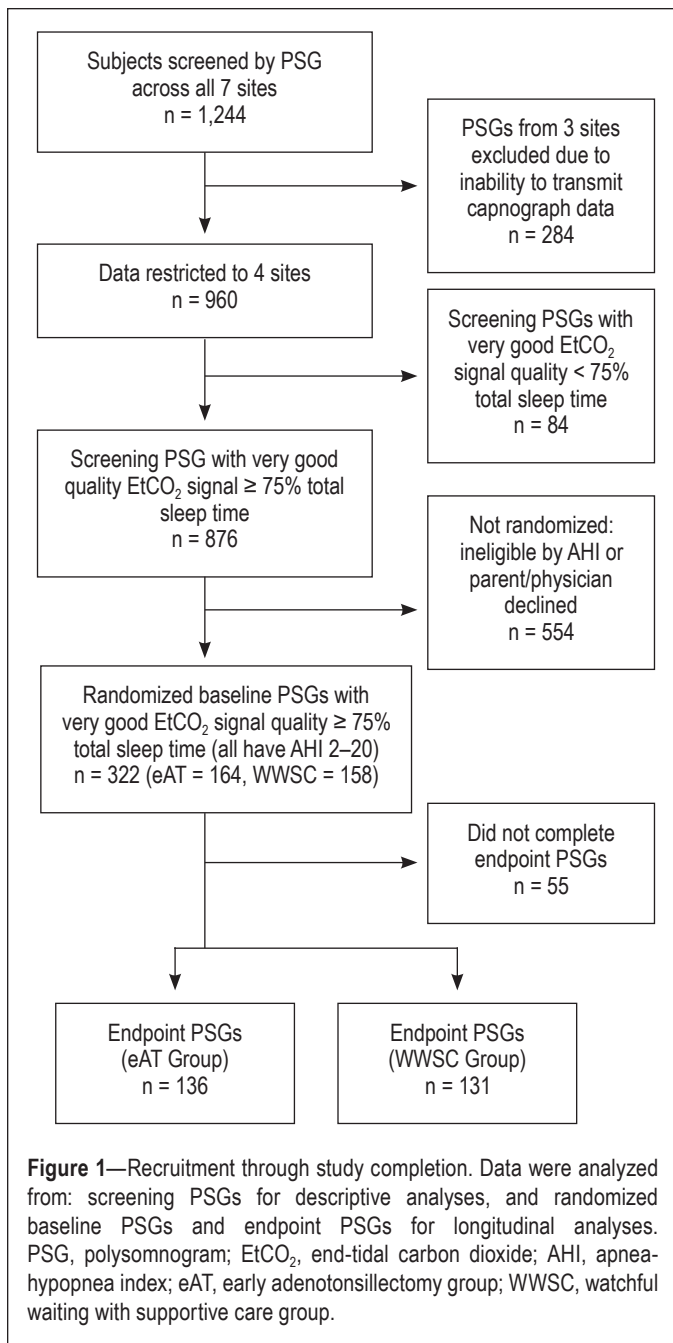 Subjects screened by PSG
across all 7 sites
n = 1,244
PSGs from 3 sites
excluded due to
inability to transmit
capnograph data
n = 284
Data restricted to 4 sites
n = 960
Screening PSGs with
very good EtCO₂
signal quality < 75%
total sleep time
n = 84
Screening PSG with very good
quality EtCO₂ signal ≥ 75% total
sleep time
n = 876
Not randomized:
ineligible by AHI or
parent/physician
declined
n = 554
Randomized baseline PSGs with
very good EtCO₂ signal quality ≥ 75%
total sleep time (all have AHI 2–20)
n = 322 (eAT = 164, WWSC = 158)
Did not complete
endpoint PSGs
n = 55
Endpoint PSGs
(eAT Group)
n = 136
Endpoint PSGs
(WWSC Group)
n = 131
Figure 1—Recruitment through study completion. Data were analyzed
from: screening PSGs for descriptive analyses, and randomized
baseline PSGs and endpoint PSGs for longitudinal analyses.
PSG, polysomnogram; EtCO₂, end-tidal carbon dioxide; AHI, apnea-
hypopnea index; eAT, early adenotonsillectomy group; WWSC, watchful
waiting with supportive care group.